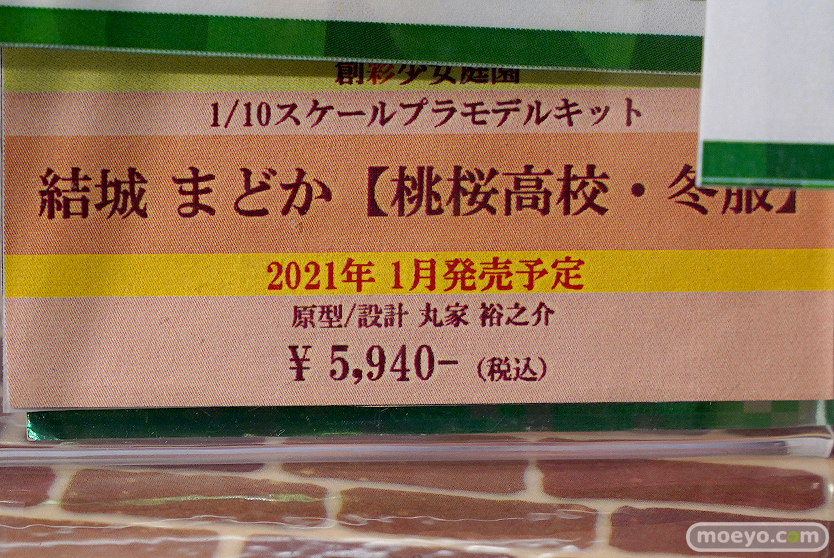 創彩少女庭園
1/10スケールプラモデルキット
結城 まどか【桃桜高校・冬服】
2021年 1月発売予定
原型/設計 丸家 裕之介
¥ 5,940- (税込)
moeyo.com